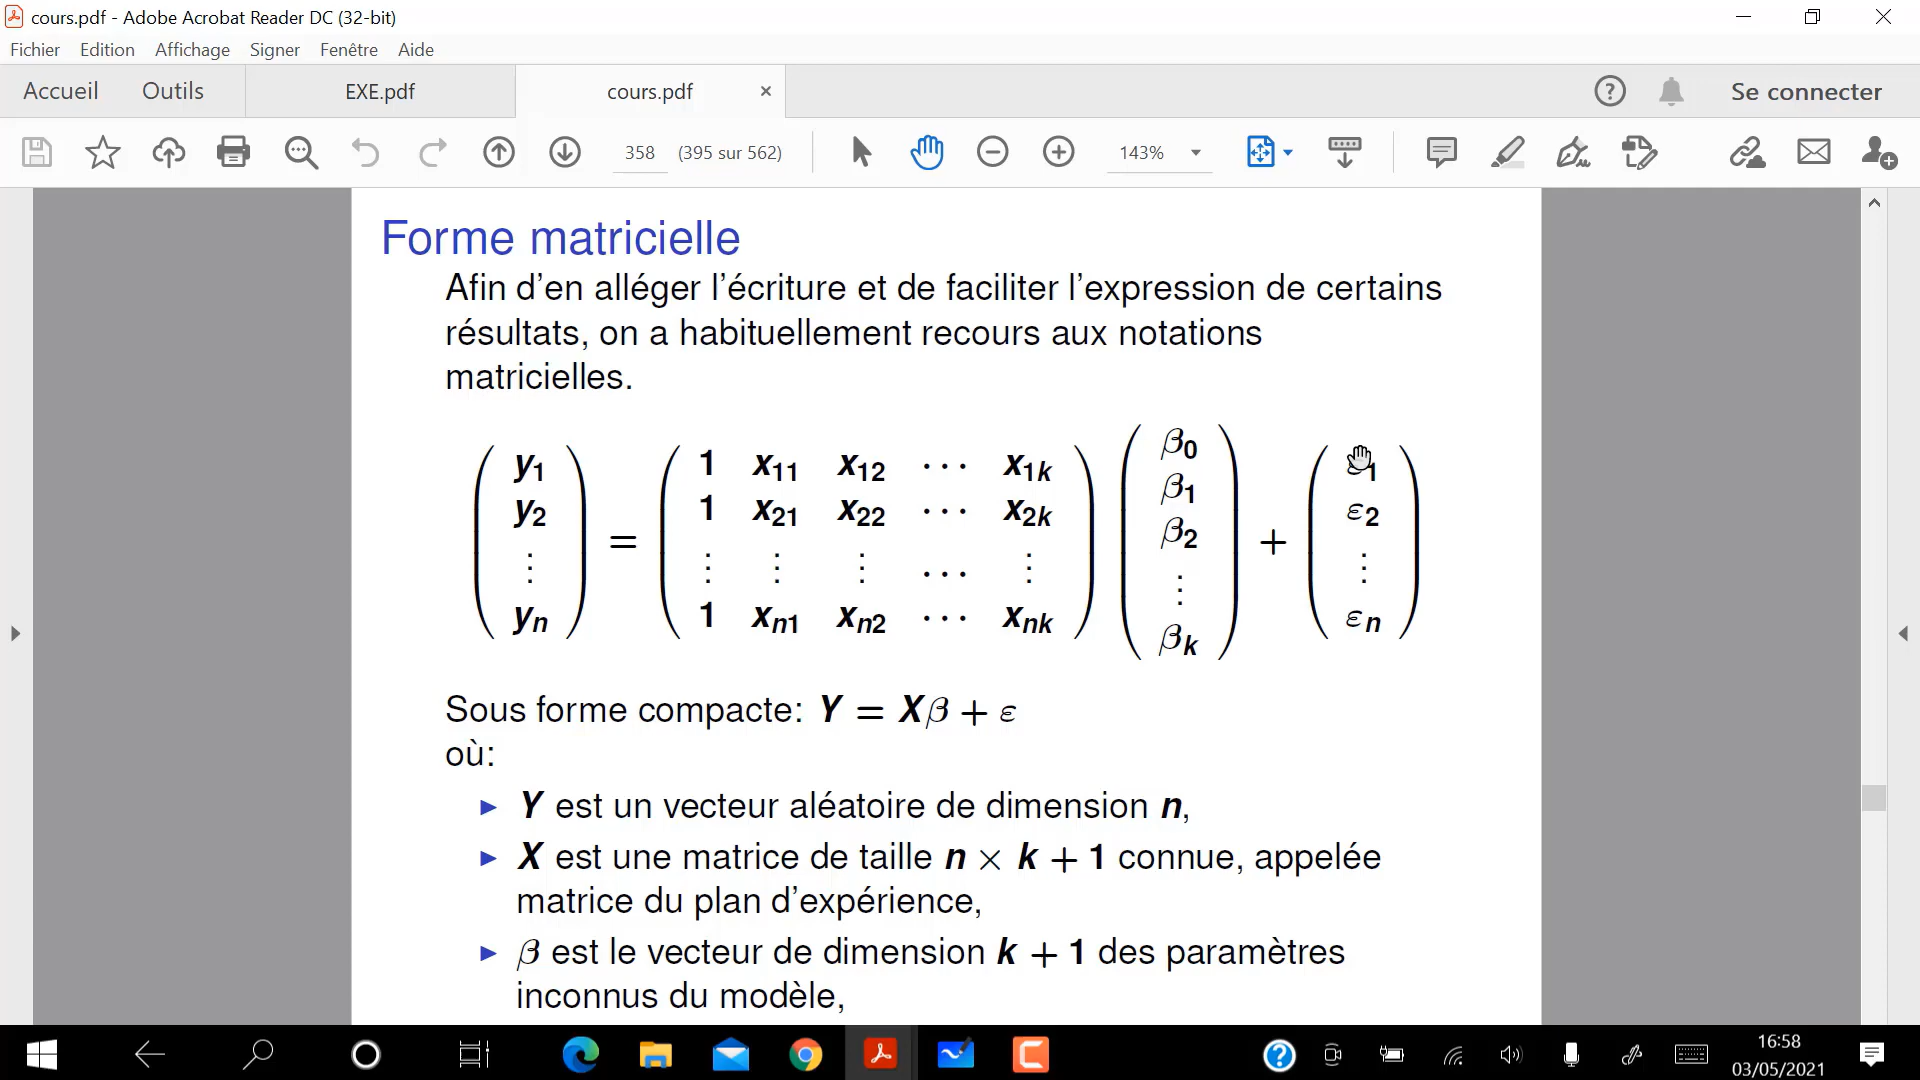 cours.pdf - Adobe Acrobat Reader DC (32-bit)
Fichier Edition Affichage Signer Fenêtre Aide
Accueil Outils EXE.pdf cours.pdf × ? Se connecter
358 (395 sur 562) 143%
Forme matricielle
Afin d'en alléger l'écriture et de faciliter l'expression de certains
résultats, on a habituellement recours aux notations
matricielles.
( y1 ) = ( 1 x11 x12 ⋯ x1k ) ( β0 ) + ( ε1 )
( y2 ) ( 1 x21 x22 ⋯ x2k ) ( β1 ) ( ε2 )
( ⋮ ) ( ⋮ ⋮ ⋮ ⋯ ⋮ ) ( β2 ) ( ⋮ )
( yn ) ( 1 xn1 xn2 ⋯ xnk ) ( ⋮ ) ( εn )
( βk )
Sous forme compacte: Y = Xβ + ε
où:
▶ Y est un vecteur aléatoire de dimension n,
▶ X est une matrice de taille n × k + 1 connue, appelée
matrice du plan d'expérience,
▶ β est le vecteur de dimension k + 1 des paramètres
inconnus du modèle,
16:58
03/05/2021